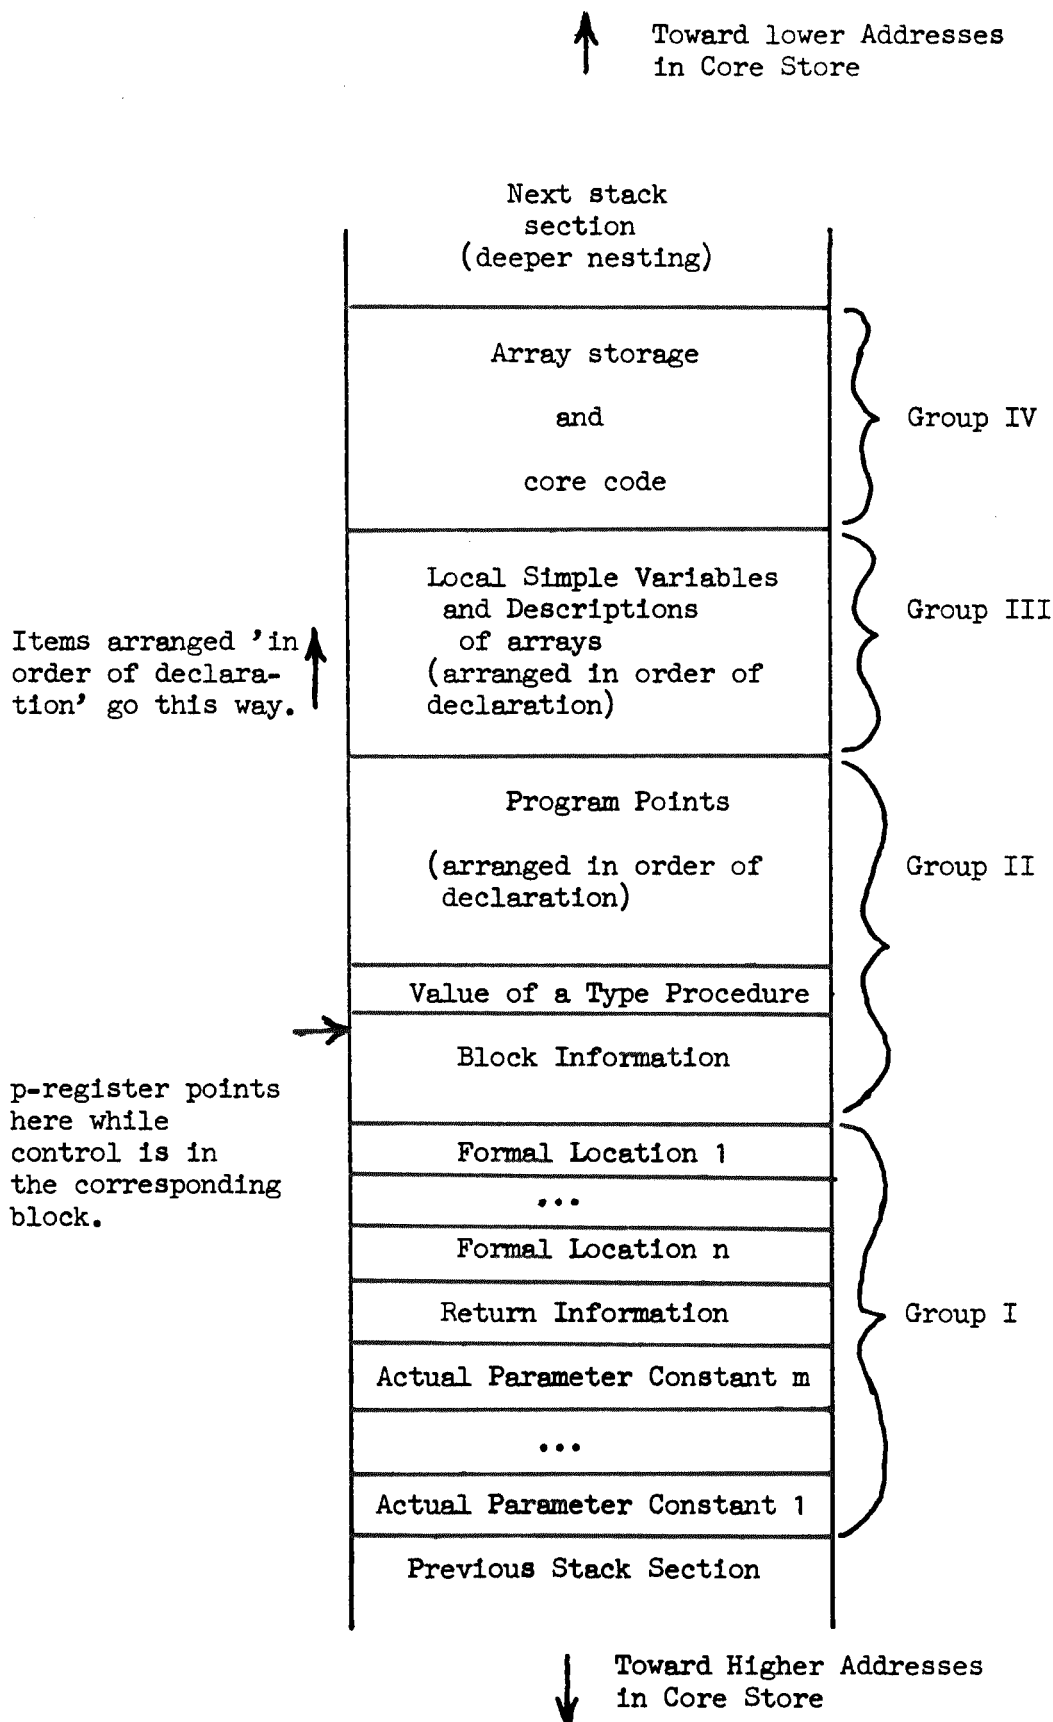 Toward lower Addresses
in Core Store
Next stack
section
(deeper nesting)
Array storage
and
core code
Group IV
Local Simple Variables
and Descriptions
of arrays
(arranged in order of
declaration)
Group III
Items arranged 'in
order of declara-
tion' go this way.
Program Points
(arranged in order of
declaration)
Group II
Value of a Type Procedure
Block Information
p-register points
here while
control is in
the corresponding
block.
Formal Location 1
...
Formal Location n
Return Information
Group I
Actual Parameter Constant m
...
Actual Parameter Constant 1
Previous Stack Section
Toward Higher Addresses
in Core Store